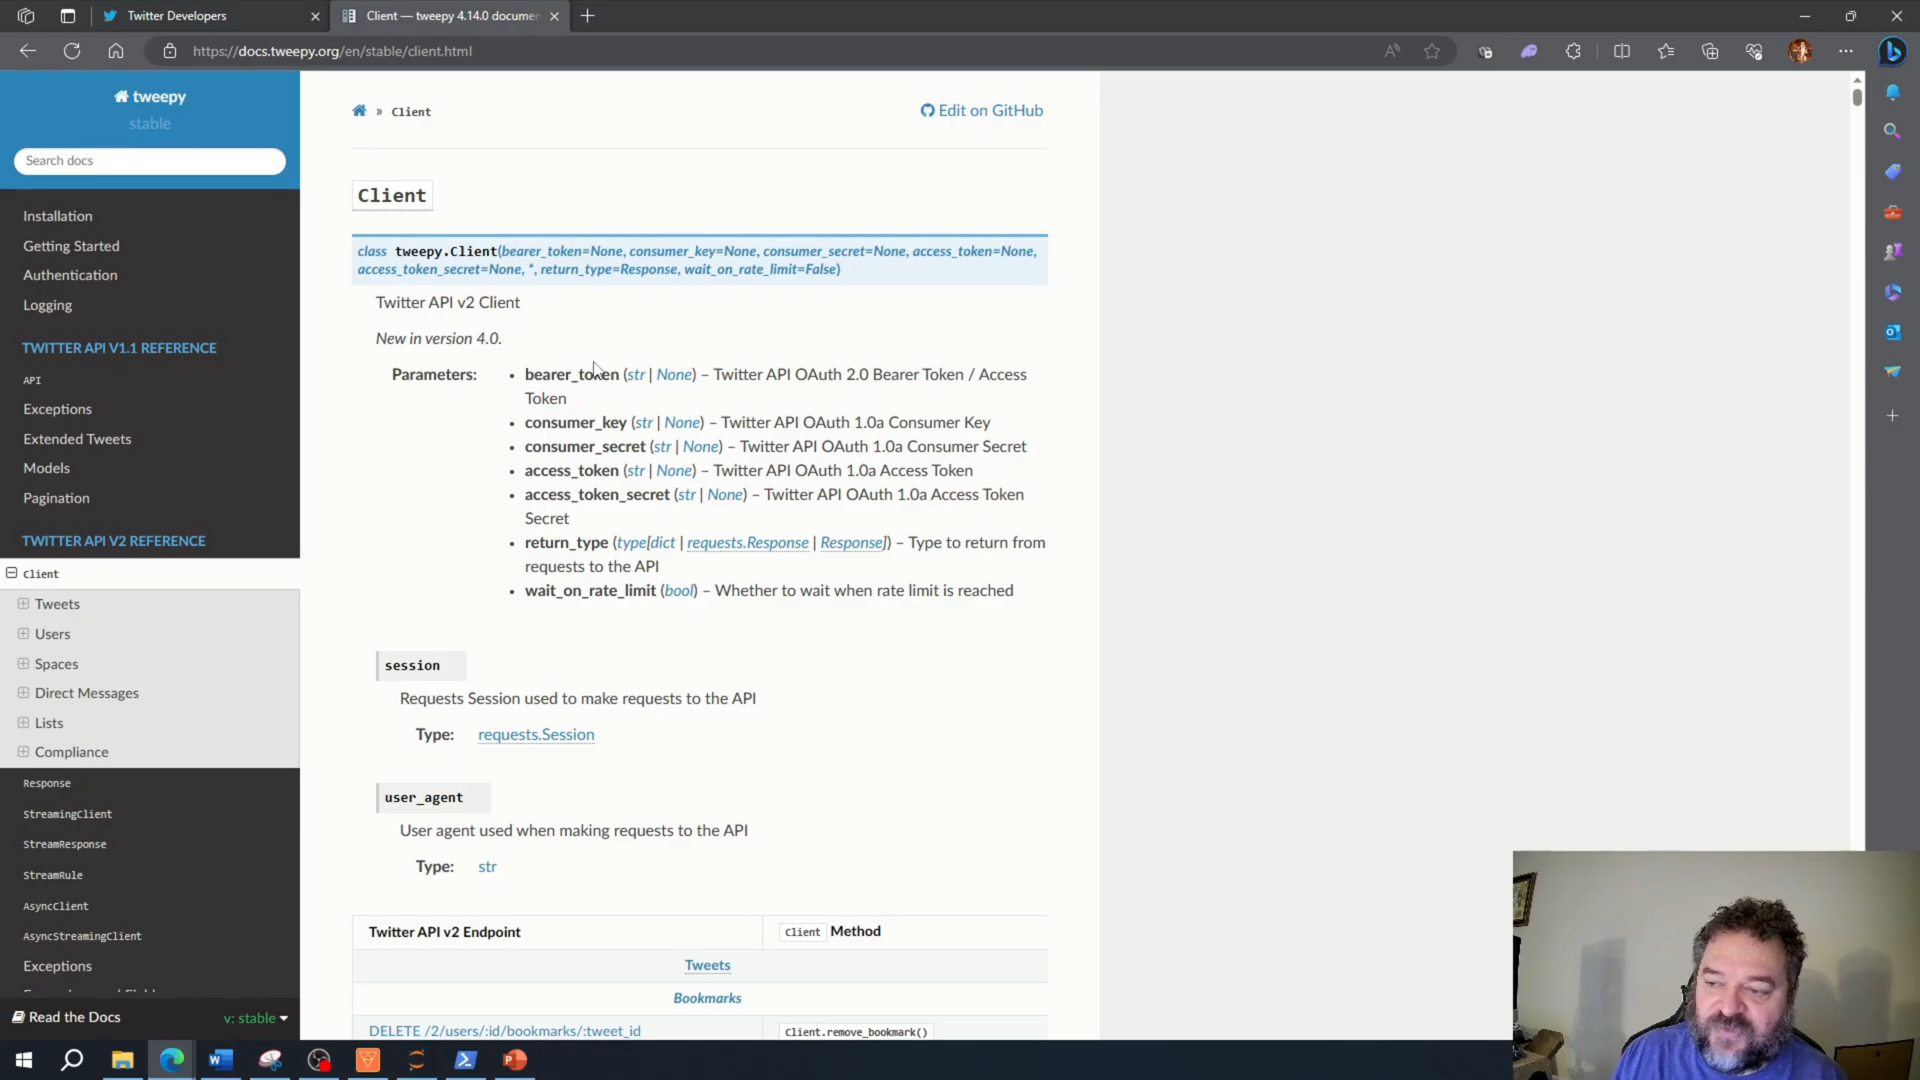 Twitter Developers
Client — tweepy 4.14.0 documen
https://docs.tweepy.org/en/stable/client.html
tweepy
stable
Search docs
Installation
Getting Started
Authentication
Logging
TWITTER API V1.1 REFERENCE
API
Exceptions
Extended Tweets
Models
Pagination
TWITTER API V2 REFERENCE
Client
Tweets
Users
Spaces
Direct Messages
Lists
Compliance
Response
StreamingClient
StreamResponse
StreamRule
AsyncClient
AsyncStreamingClient
Exceptions
Read the Docs
v: stable
» Client
Edit on GitHub
Client
class tweepy.Client(bearer_token=None, consumer_key=None, consumer_secret=None, access_token=None,
access_token_secret=None, *, return_type=Response, wait_on_rate_limit=False)
Twitter API v2 Client
New in version 4.0.
Parameters:
• bearer_token (str | None) – Twitter API OAuth 2.0 Bearer Token / Access
Token
• consumer_key (str | None) – Twitter API OAuth 1.0a Consumer Key
• consumer_secret (str | None) – Twitter API OAuth 1.0a Consumer Secret
• access_token (str | None) – Twitter API OAuth 1.0a Access Token
• access_token_secret (str | None) – Twitter API OAuth 1.0a Access Token
Secret
• return_type (type[dict | requests.Response | Response]) – Type to return from
requests to the API
• wait_on_rate_limit (bool) – Whether to wait when rate limit is reached
session
Requests Session used to make requests to the API
Type: requests.Session
user_agent
User agent used when making requests to the API
Type: str
Twitter API v2 Endpoint
Client Method
Tweets
Bookmarks
DELETE /2/users/:id/bookmarks/:tweet_id
Client.remove_bookmark()